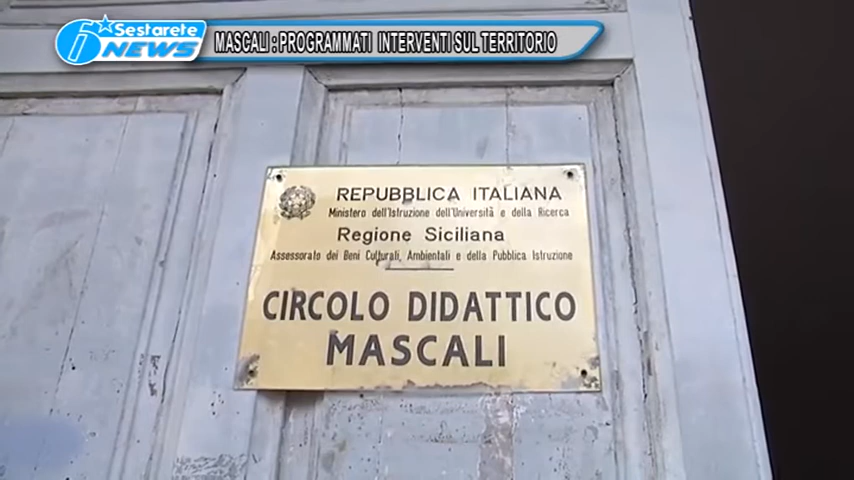 Sestarete
6 NEWS
MASCALI : PROGRAMMATI INTERVENTI SUL TERRITORIO
REPUBBLICA ITALIANA
Ministero dell'Istruzione dell'Università e della Ricerca
Regione Siciliana
Assessorato dei Beni Culturali, Ambientali e della Pubblica Istruzione
CIRCOLO DIDATTICO
MASCALI